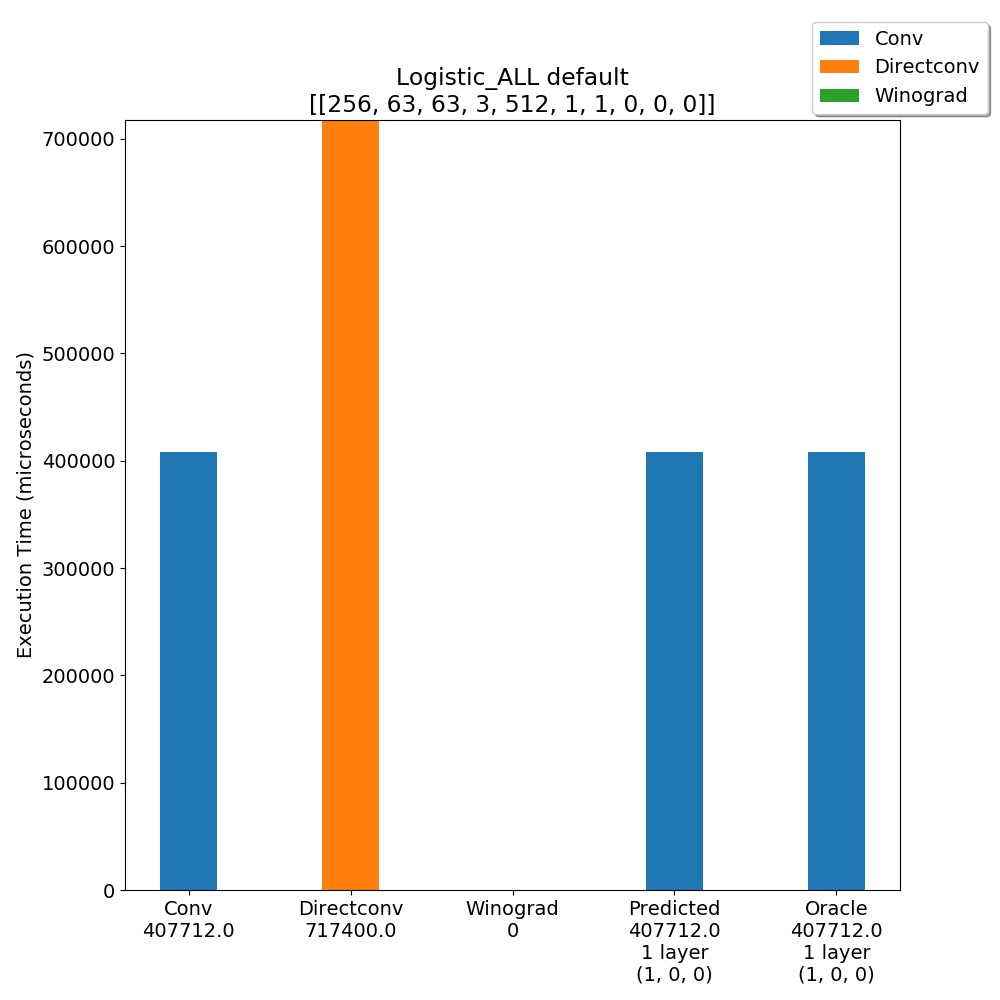 Conv
Directconv
Winograd
Logistic_ALL default
[[256, 63, 63, 3, 512, 1, 1, 0, 0, 0]]
Execution Time (microseconds)
700000
600000
500000
400000
300000
200000
100000
0
Conv
407712.0
Directconv
717400.0
Winograd
0
Predicted
407712.0
1 layer
(1, 0, 0)
Oracle
407712.0
1 layer
(1, 0, 0)